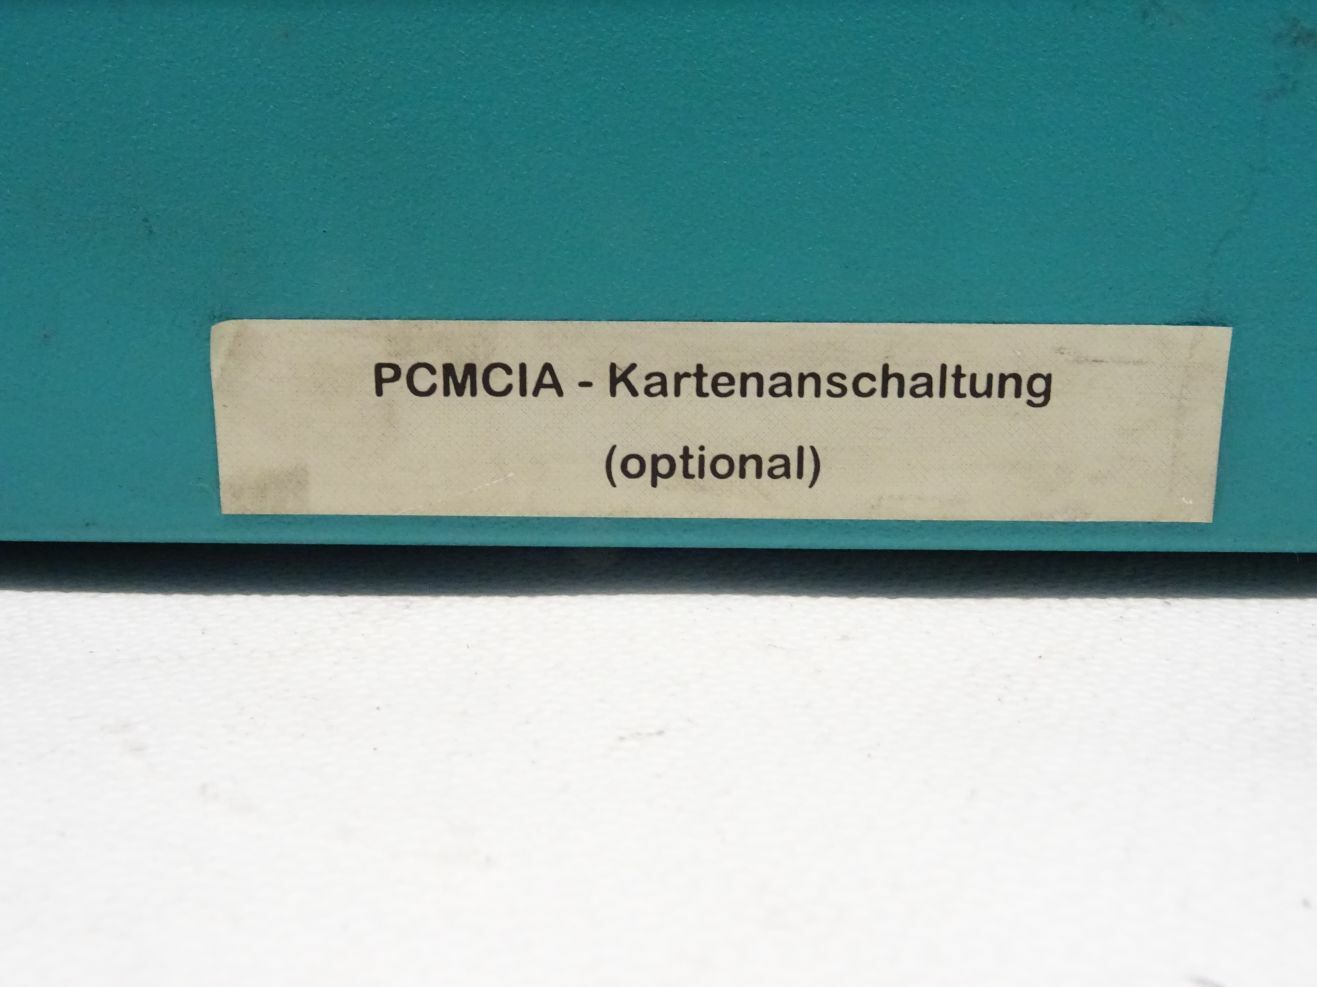 PCMCIA - Kartenanschaltung
(optional)